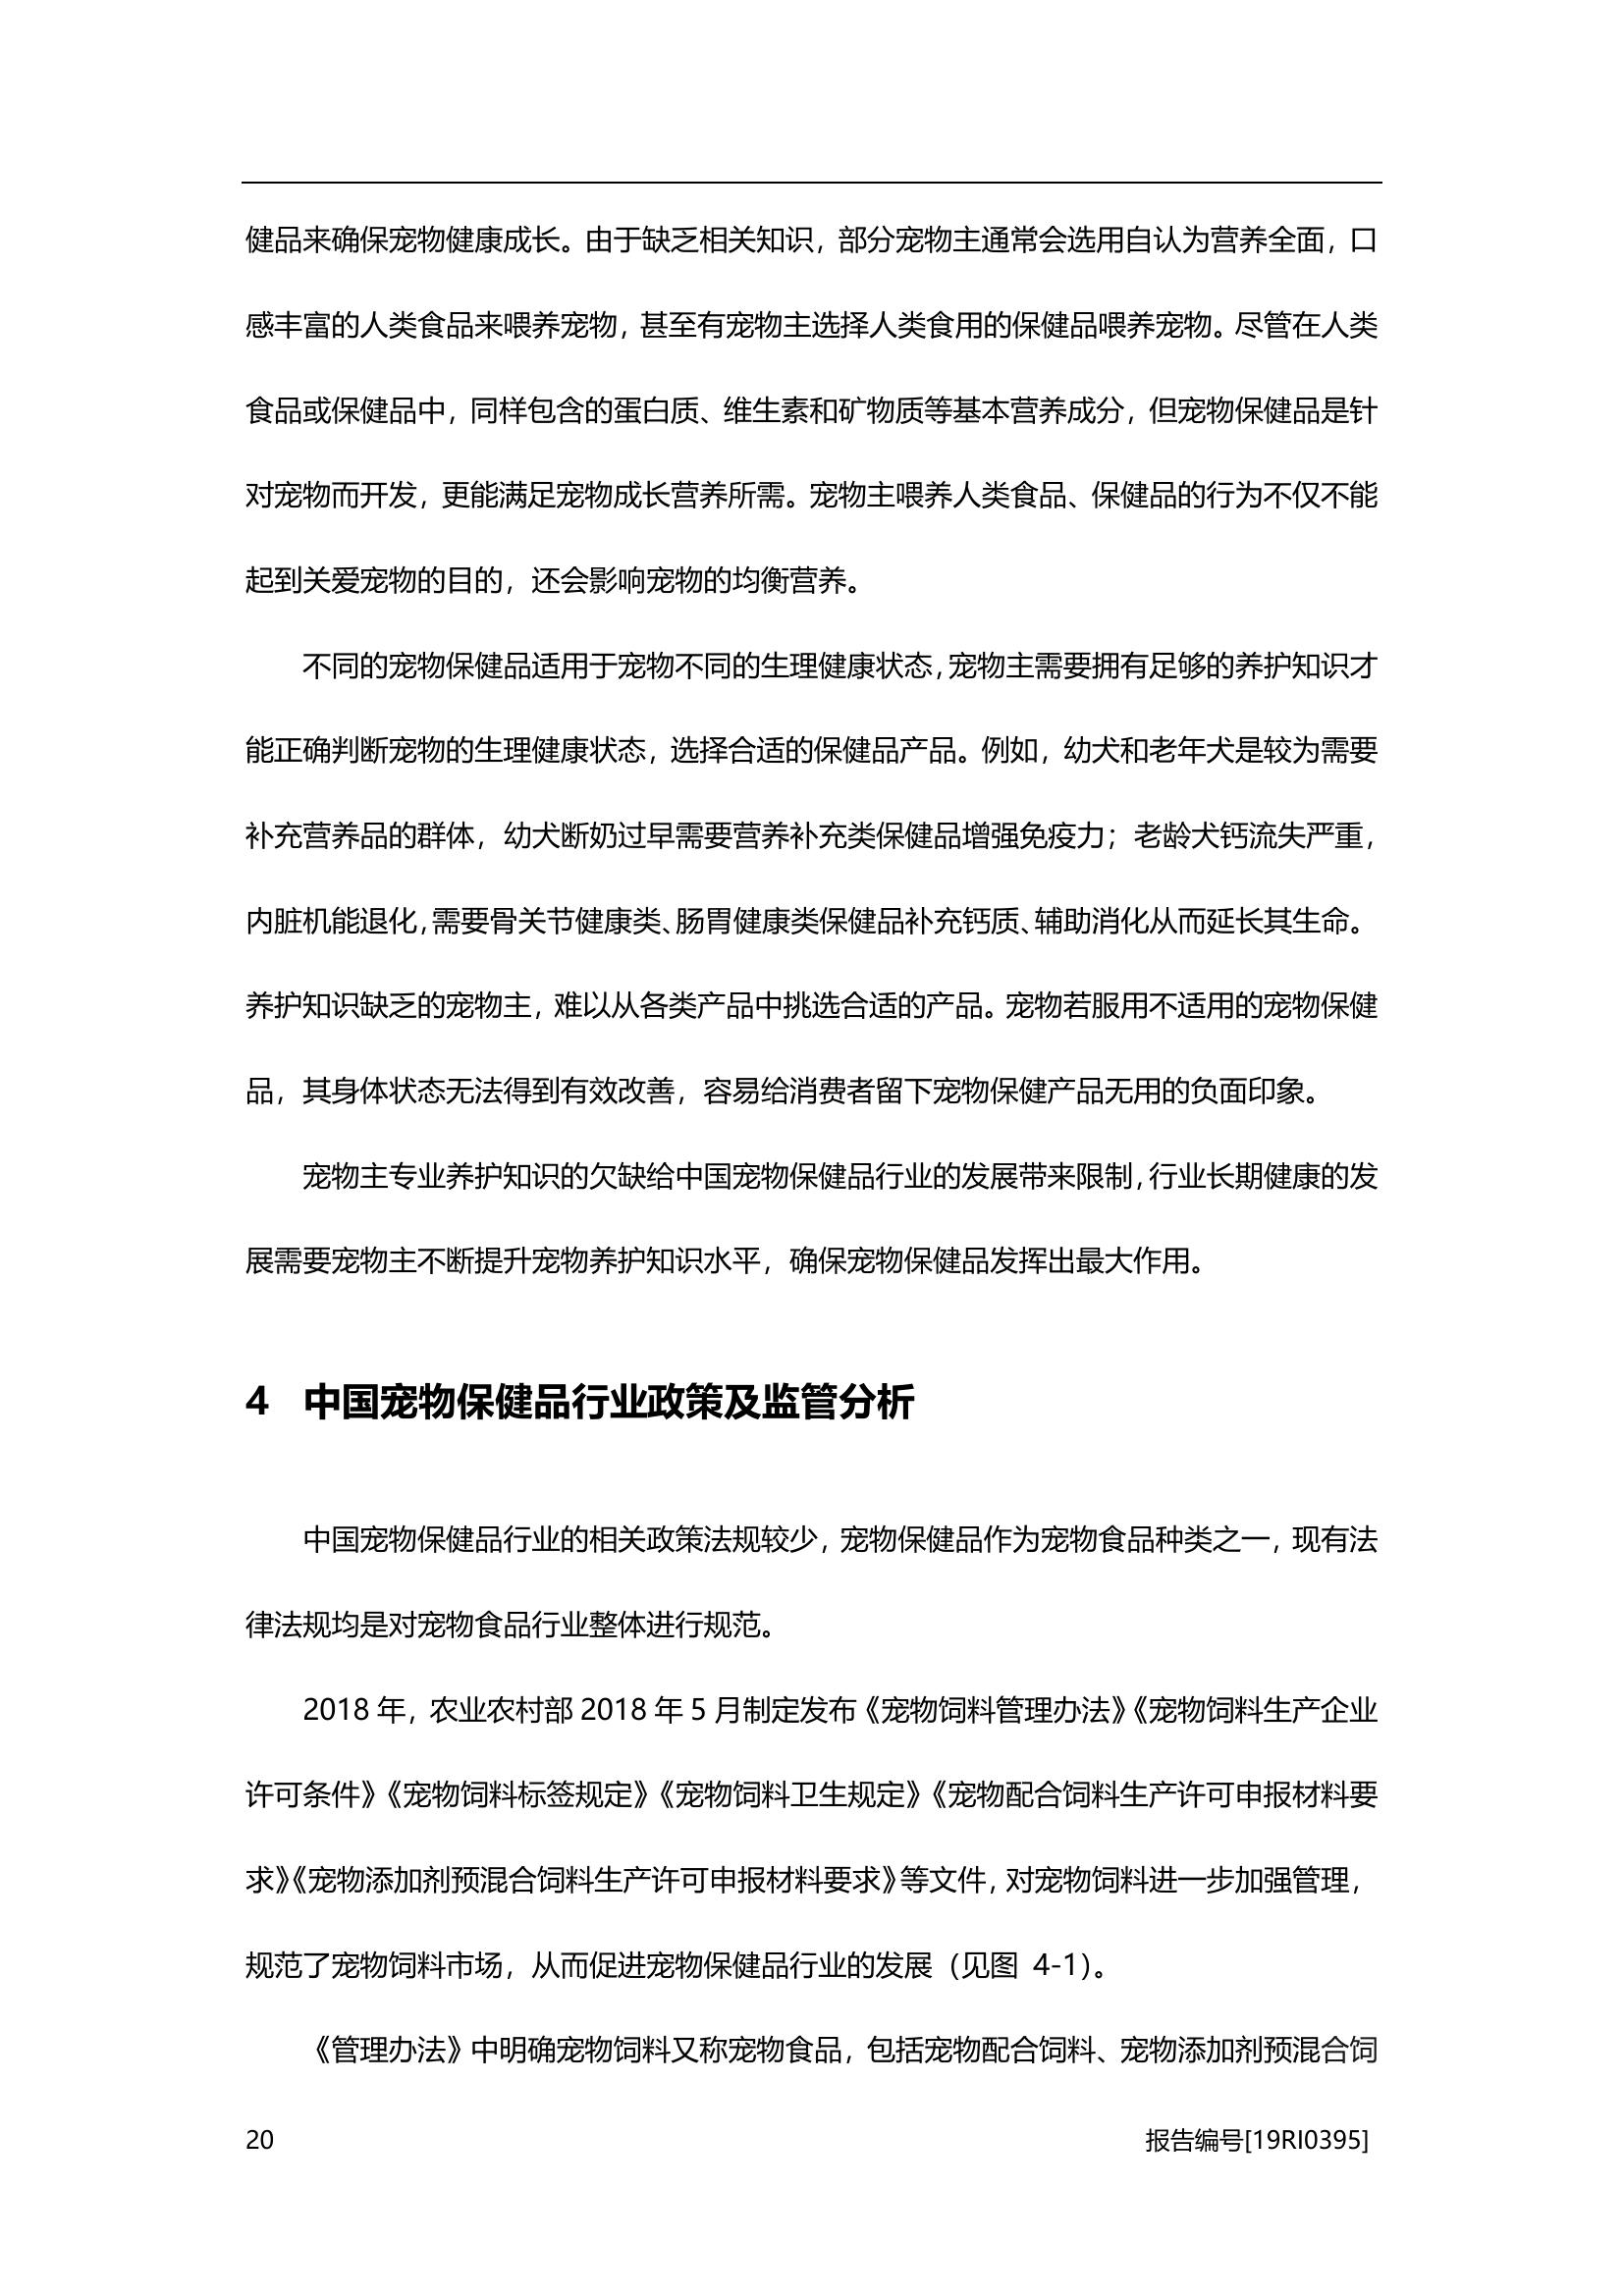 健品来确保宠物健康成长。由于缺乏相关知识，部分宠物主通常会选用自认为营养全面，口
感丰富的人类食品来喂养宠物，甚至有宠物主选择人类食用的保健品喂养宠物。尽管在人类
食品或保健品中，同样包含的蛋白质、维生素和矿物质等基本营养成分，但宠物保健品是针
对宠物而开发，更能满足宠物成长营养所需。宠物主喂养人类食品、保健品的行为不仅不能
起到关爱宠物的目的，还会影响宠物的均衡营养。
不同的宠物保健品适用于宠物不同的生理健康状态，宠物主需要拥有足够的养护知识才
能正确判断宠物的生理健康状态，选择合适的保健品产品。例如，幼犬和老年犬是较为需要
补充营养品的群体，幼犬断奶过早需要营养补充类保健品增强免疫力；老龄犬钙流失严重，
内脏机能退化，需要骨关节健康类、肠胃健康类保健品补充钙质、辅助消化从而延长其生命。
养护知识缺乏的宠物主，难以从各类产品中挑选合适的产品。宠物若服用不适用的宠物保健
品，其身体状态无法得到有效改善，容易给消费者留下宠物保健产品无用的负面印象。
宠物主专业养护知识的欠缺给中国宠物保健品行业的发展带来限制，行业长期健康的发
展需要宠物主不断提升宠物养护知识水平，确保宠物保健品发挥出最大作用。
4 中国宠物保健品行业政策及监管分析
中国宠物保健品行业的相关政策法规较少，宠物保健品作为宠物食品种类之一，现有法
律法规均是对宠物食品行业整体进行规范。
2018 年，农业农村部 2018 年 5 月制定发布《宠物饲料管理办法》《宠物饲料生产企业
许可条件》《宠物饲料标签规定》《宠物饲料卫生规定》《宠物配合饲料生产许可申报材料要
求》《宠物添加剂预混合饲料生产许可申报材料要求》等文件，对宠物饲料进一步加强管理，
规范了宠物饲料市场，从而促进宠物保健品行业的发展（见图 4-1）。
《管理办法》中明确宠物饲料又称宠物食品，包括宠物配合饲料、宠物添加剂预混合饲
20 报告编号[19RI0395]